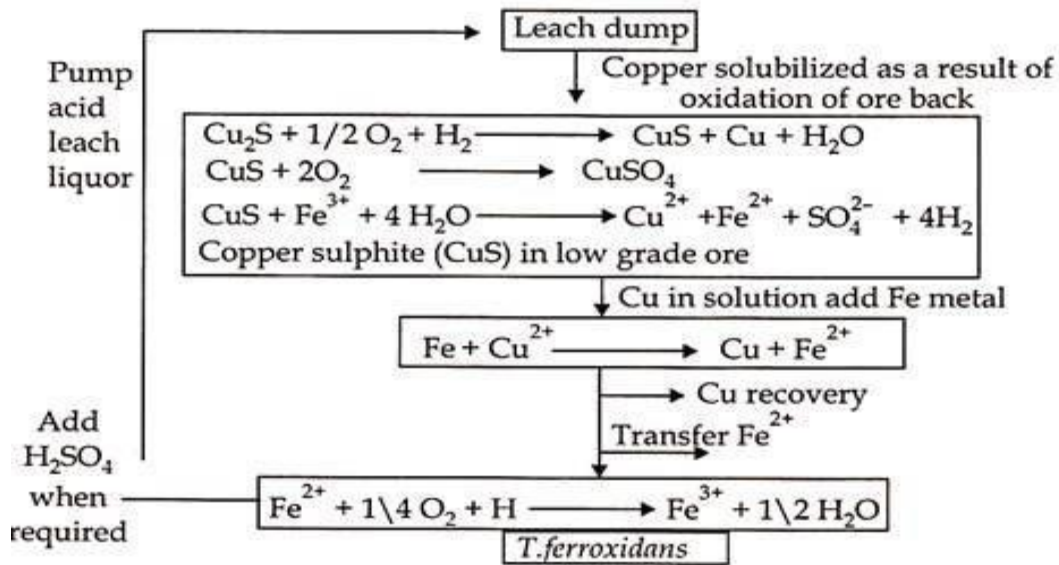 Leach dump
Pump
acid
leach
liquor
Copper solubilized as a result of
oxidation of ore back
Cu₂S + 1/2 O₂ + H₂ ⟶ CuS + Cu + H₂O
CuS + 2O₂ ⟶ CuSO₄
CuS + Fe³⁺ + 4 H₂O ⟶ Cu²⁺ +Fe²⁺ + SO₄²⁻ + 4H₂
Copper sulphite (CuS) in low grade ore
Cu in solution add Fe metal
Fe + Cu²⁺ ⟶ Cu + Fe²⁺
Cu recovery
Transfer Fe²⁺
Add
H₂SO₄
when
required
Fe²⁺ + 1\4 O₂ + H ⟶ Fe³⁺ + 1\2 H₂O
T.ferroxidans